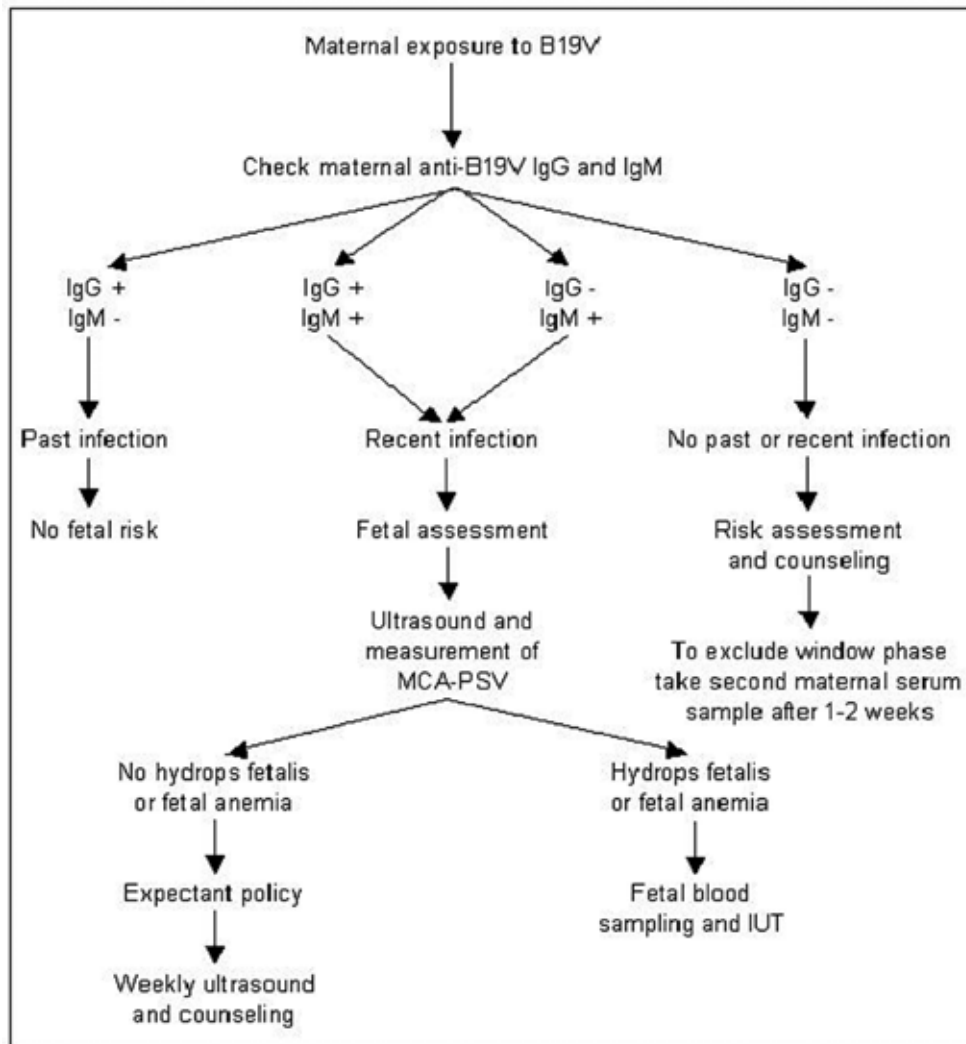 Maternal exposure to B19V
Check maternal anti-B19V IgG and IgM
IgG +
IgM -
IgG +
IgM +
IgG -
IgM +
IgG -
IgM -
Past infection
Recent infection
No past or recent infection
No fetal risk
Fetal assessment
Risk assessment
and counseling
Ultrasound and
measurement of
MCA-PSV
To exclude window phase
take second maternal serum
sample after 1-2 weeks
No hydrops fetalis
or fetal anemia
Hydrops fetalis
or fetal anemia
Expectant policy
Fetal blood
sampling and IUT
Weekly ultrasound
and counseling